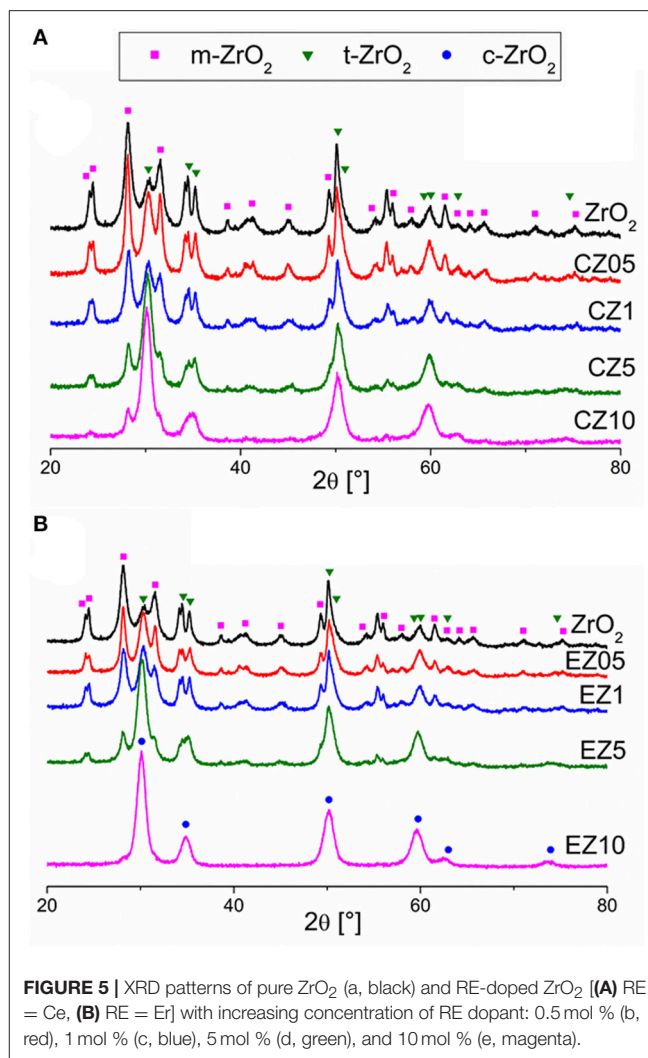 A
m-ZrO₂ t-ZrO₂ c-ZrO₂
ZrO₂
CZ05
CZ1
CZ5
CZ10
20 40 60 80
2θ [°]
B
ZrO₂
EZ05
EZ1
EZ5
EZ10
20 40 60 80
2θ [°]
FIGURE 5 | XRD patterns of pure ZrO₂ (a, black) and RE-doped ZrO₂ [(A) RE
= Ce, (B) RE = Er] with increasing concentration of RE dopant: 0.5 mol % (b,
red), 1 mol % (c, blue), 5 mol % (d, green), and 10 mol % (e, magenta).